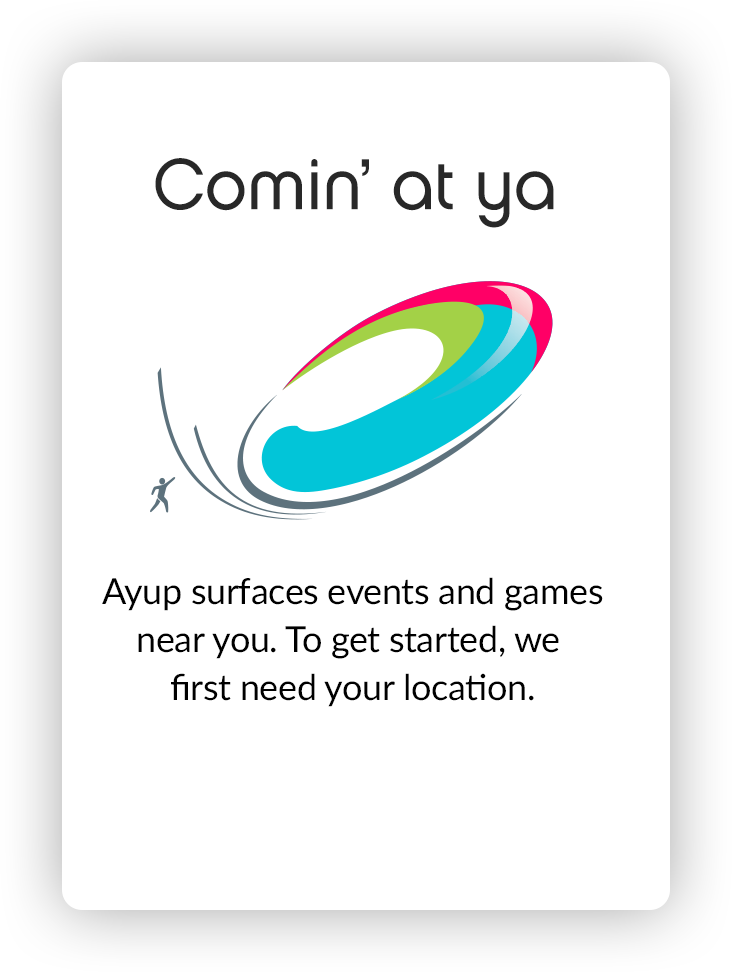 Comin’ at ya
Ayup surfaces events and games
near you. To get started, we
first need your location.